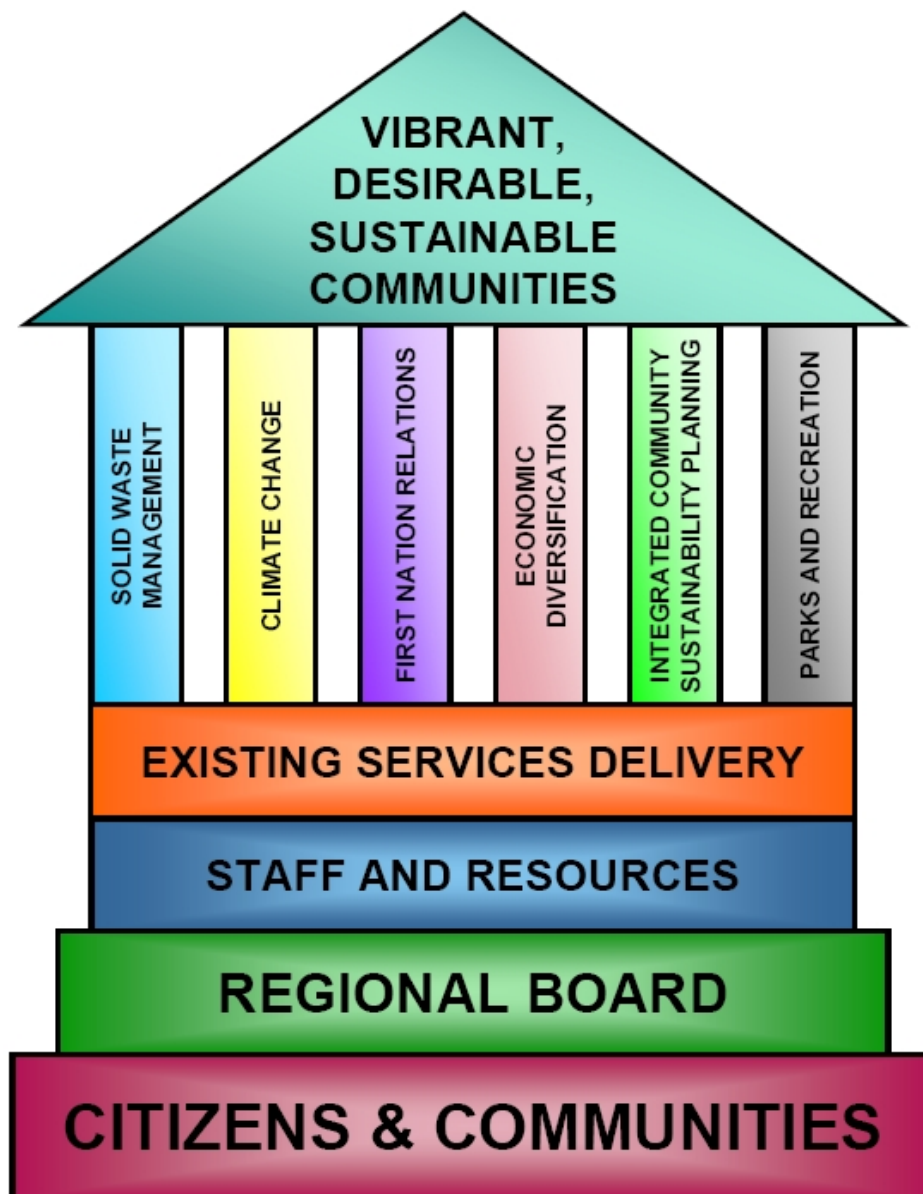 VIBRANT,
DESIRABLE,
SUSTAINABLE
COMMUNITIES
SOLID WASTE
MANAGEMENT
CLIMATE CHANGE
FIRST NATION RELATIONS
ECONOMIC
DIVERSIFICATION
INTEGRATED COMMUNITY
SUSTAINABILITY PLANNING
PARKS AND RECREATION
EXISTING SERVICES DELIVERY
STAFF AND RESOURCES
REGIONAL BOARD
CITIZENS & COMMUNITIES